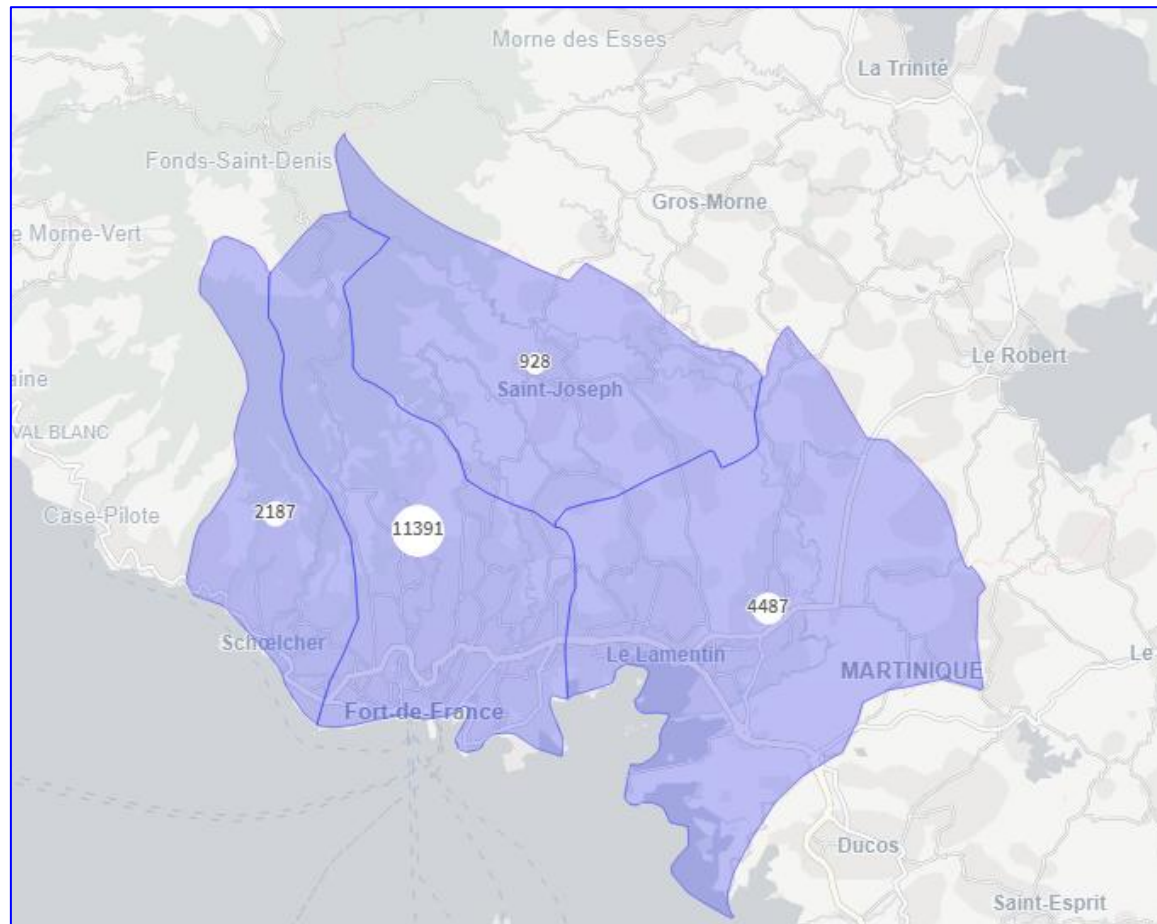 Morne des Esses
La Trinité
Fonds-Saint-Denis
Gros-Morne
e Morne-Vert
Le Robert
928
Saint-Joseph
aine
VAL BLANC
2187
Case-Pilote
11391
4487
Schœlcher
Le Lamentin
Le
MARTINIQUE
Fort-de-France
Ducos
Saint-Esprit